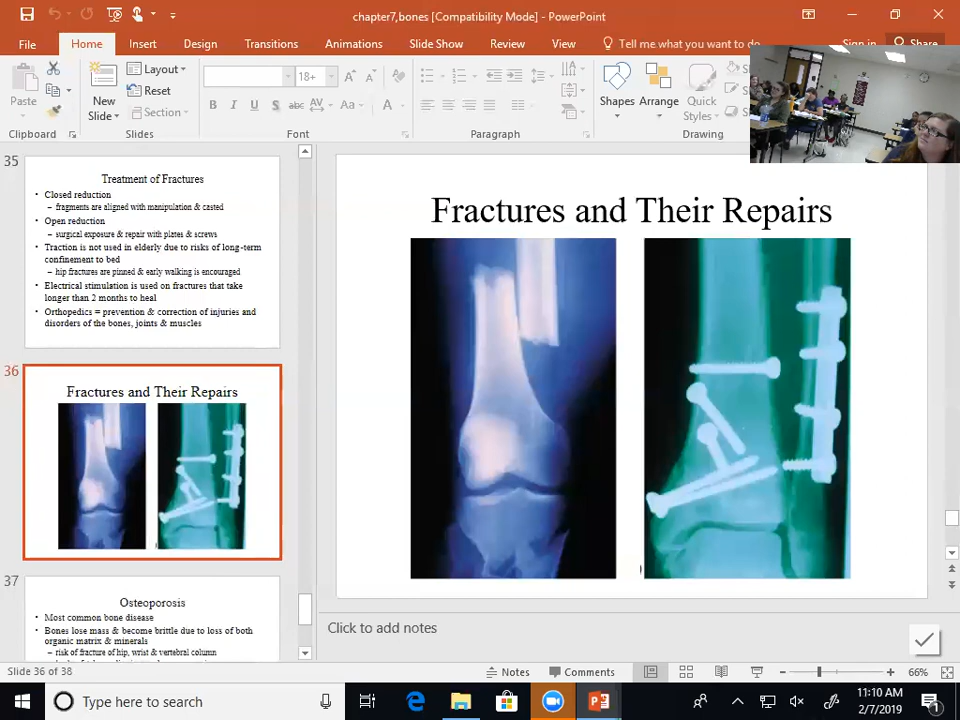 chapter7,bones [Compatibility Mode] - PowerPoint
File
Home
Insert
Design
Transitions
Animations
Slide Show
Review
View
Tell me what you want to do
Sign in
Share
Paste
Clipboard
New
Slide
Layout
Reset
Section
Slides
18+
B I U S abc AV Aa A
Font
Paragraph
Shapes
Arrange
Quick
Styles
Drawing
35
Treatment of Fractures
• Closed reduction
– fragments are aligned with manipulation & casted
• Open reduction
– surgical exposure & repair with plates & screws
• Traction is not used in elderly due to risks of long-term
confinement to bed
– hip fractures are pinned & early walking is encouraged
• Electrical stimulation is used on fractures that take
longer than 2 months to heal
• Orthopedics = prevention & correction of injuries and
disorders of the bones, joints & muscles
36
Fractures and Their Repairs
37
Osteoporosis
• Most common bone disease
• Bones lose mass & become brittle due to loss of both
organic matrix & minerals
– risk of fracture of hip, wrist & vertebral column
Fractures and Their Repairs
Click to add notes
Slide 36 of 38
Notes
Comments
66%
Type here to search
11:10 AM
2/7/2019
1